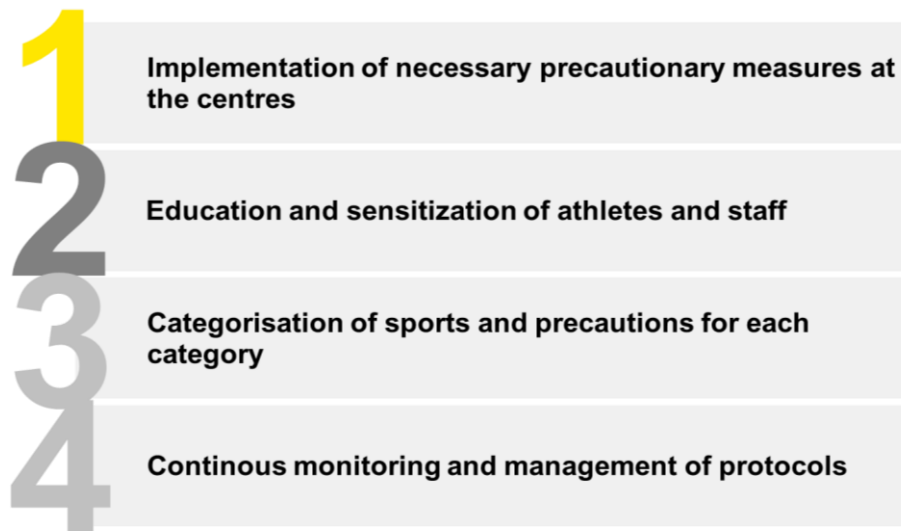 1
Implementation of necessary precautionary measures at
the centres
2
Education and sensitization of athletes and staff
3
Categorisation of sports and precautions for each
category
4
Continous monitoring and management of protocols